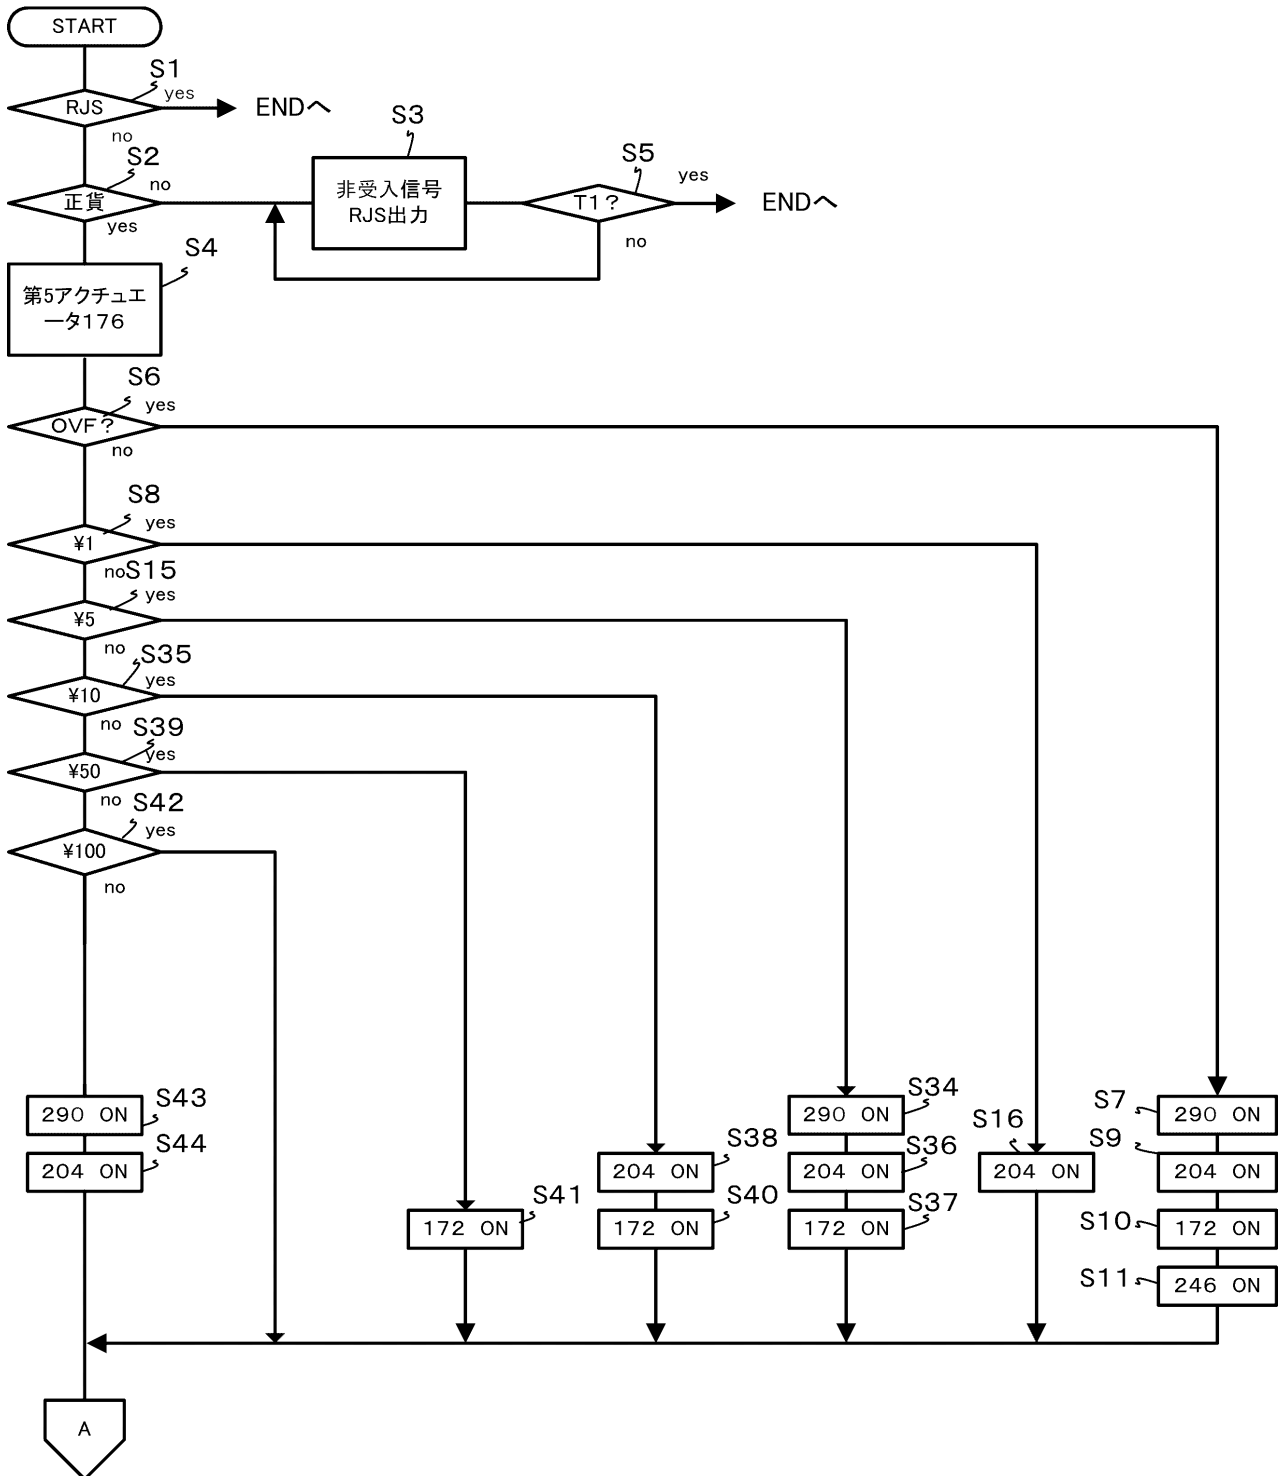 START
S1
yes
RJS
ENDへ
no
S2
no
正貨
yes
S3
非受入信号
RJS出力
S5
yes
T1?
ENDへ
no
S4
第5アクチュエ
ータ176
S6
yes
OVF?
no
S8
yes
¥1
no
S15
yes
¥5
no
S35
yes
¥10
no
S39
yes
¥50
no
S42
yes
¥100
no
290 ON
S43
204 ON
S44
172 ON
S41
204 ON
S38
172 ON
S40
290 ON
S34
204 ON
S36
172 ON
S37
S16
204 ON
S7
290 ON
S9
204 ON
S10
172 ON
S11
246 ON
A